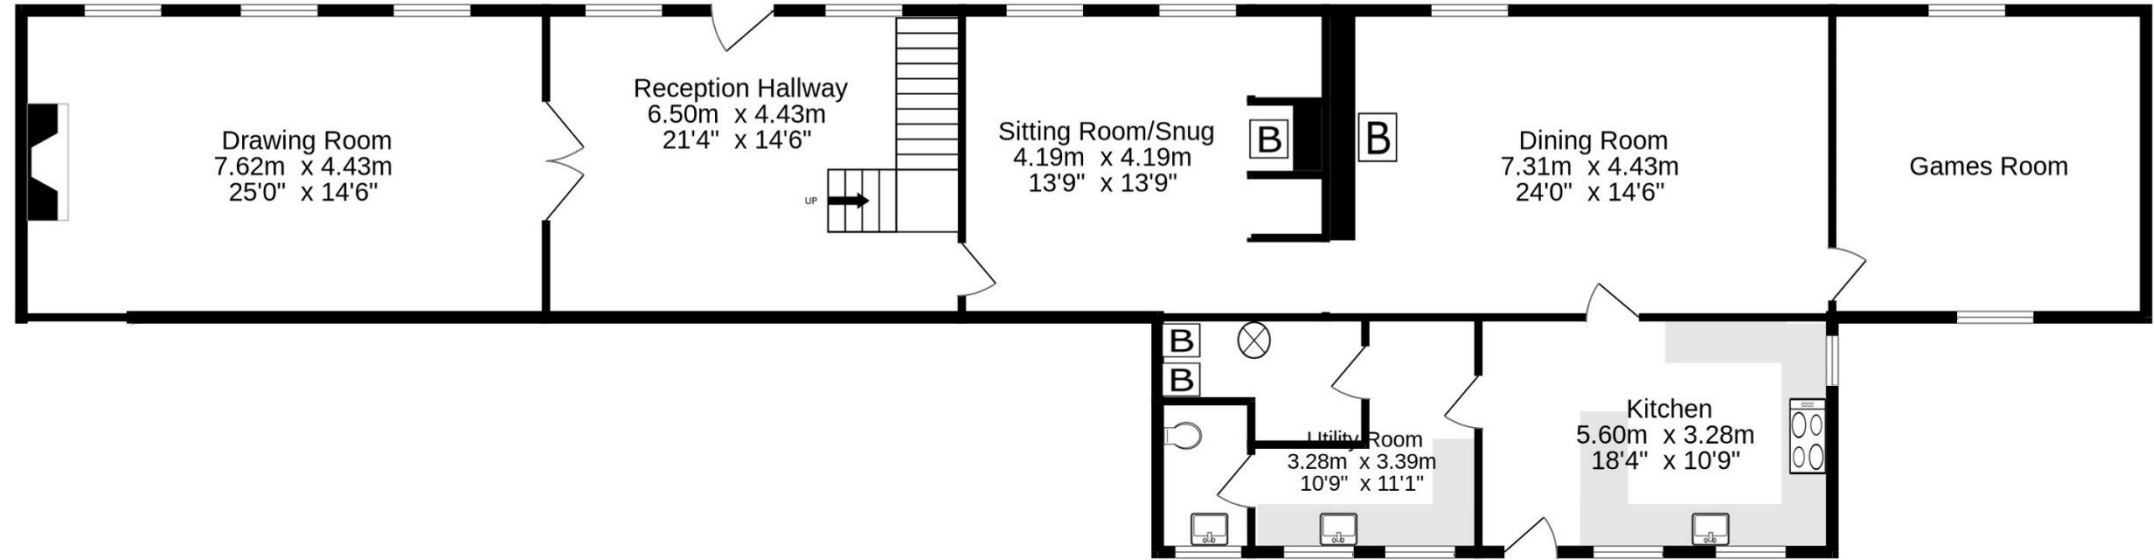 Drawing Room
7.62m x 4.43m
25'0" x 14'6"
Reception Hallway
6.50m x 4.43m
21'4" x 14'6"
UP
Sitting Room/Snug
4.19m x 4.19m
13'9" x 13'9"
B
B
Dining Room
7.31m x 4.43m
24'0" x 14'6"
Games Room
B
B
Utility Room
3.28m x 3.39m
10'9" x 11'1"
Kitchen
5.60m x 3.28m
18'4" x 10'9"